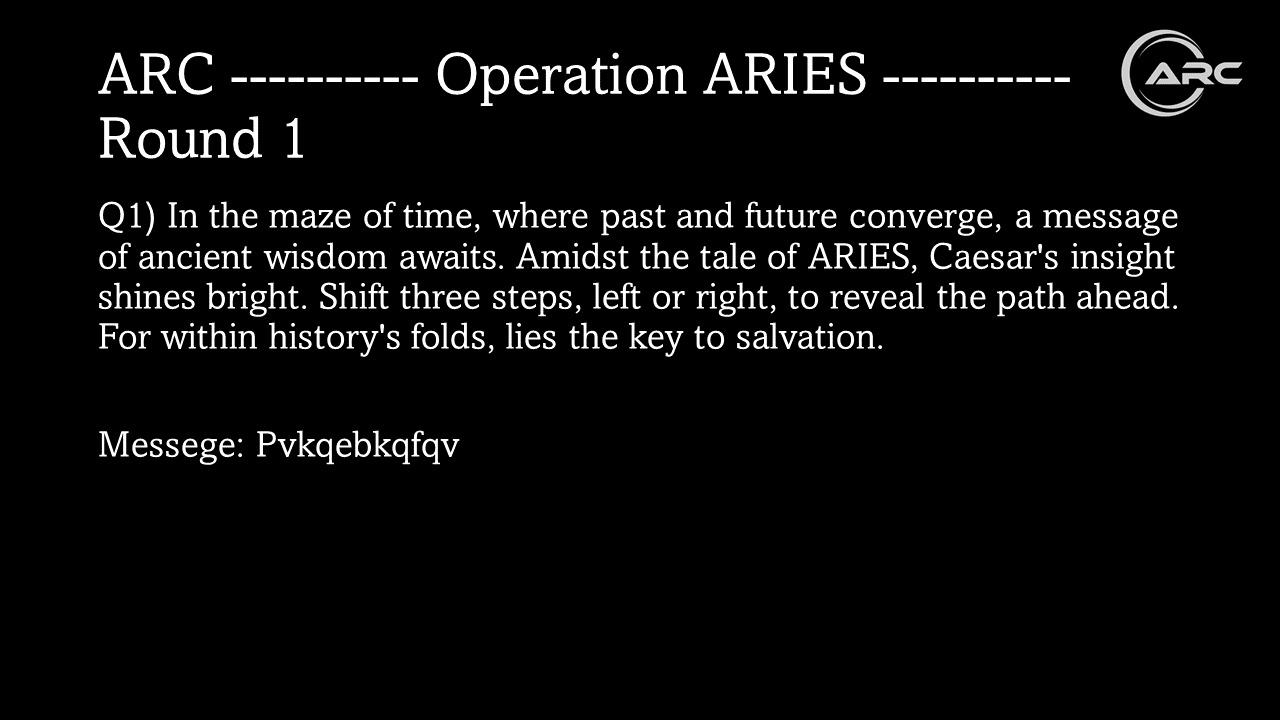 ARC ---------- Operation ARIES ----------
Round 1
ARC
Q1) In the maze of time, where past and future converge, a message
of ancient wisdom awaits. Amidst the tale of ARIES, Caesar's insight
shines bright. Shift three steps, left or right, to reveal the path ahead.
For within history's folds, lies the key to salvation.
Messege: Pvkqebkqfqv